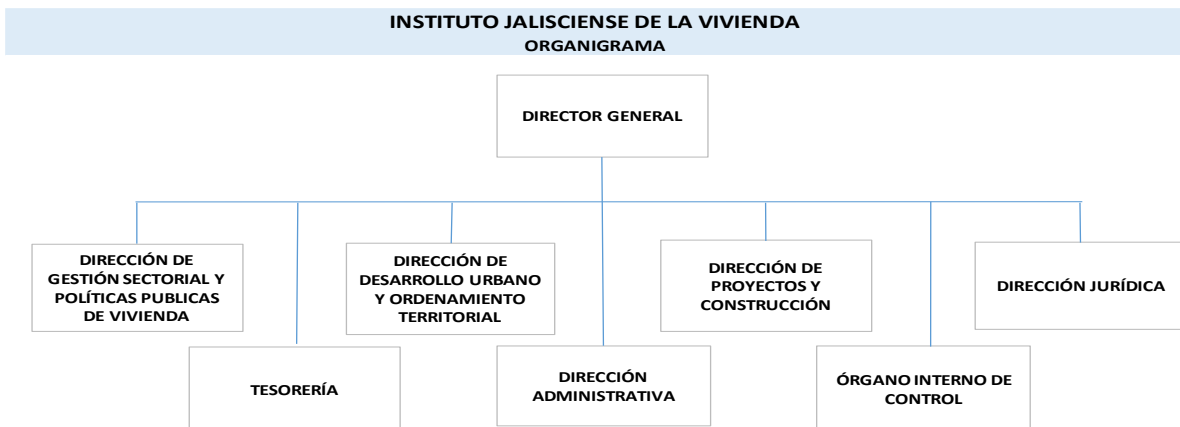 INSTITUTO JALISCIENSE DE LA VIVIENDA
ORGANIGRAMA
DIRECTOR GENERAL
DIRECCIÓN DE
GESTIÓN SECTORIAL Y
POLÍTICAS PUBLICAS
DE VIVIENDA
DIRECCIÓN DE
DESARROLLO URBANO
Y ORDENAMIENTO
TERRITORIAL
DIRECCIÓN DE
PROYECTOS Y
CONSTRUCCIÓN
DIRECCIÓN JURÍDICA
TESORERÍA
DIRECCIÓN
ADMINISTRATIVA
ÓRGANO INTERNO DE
CONTROL